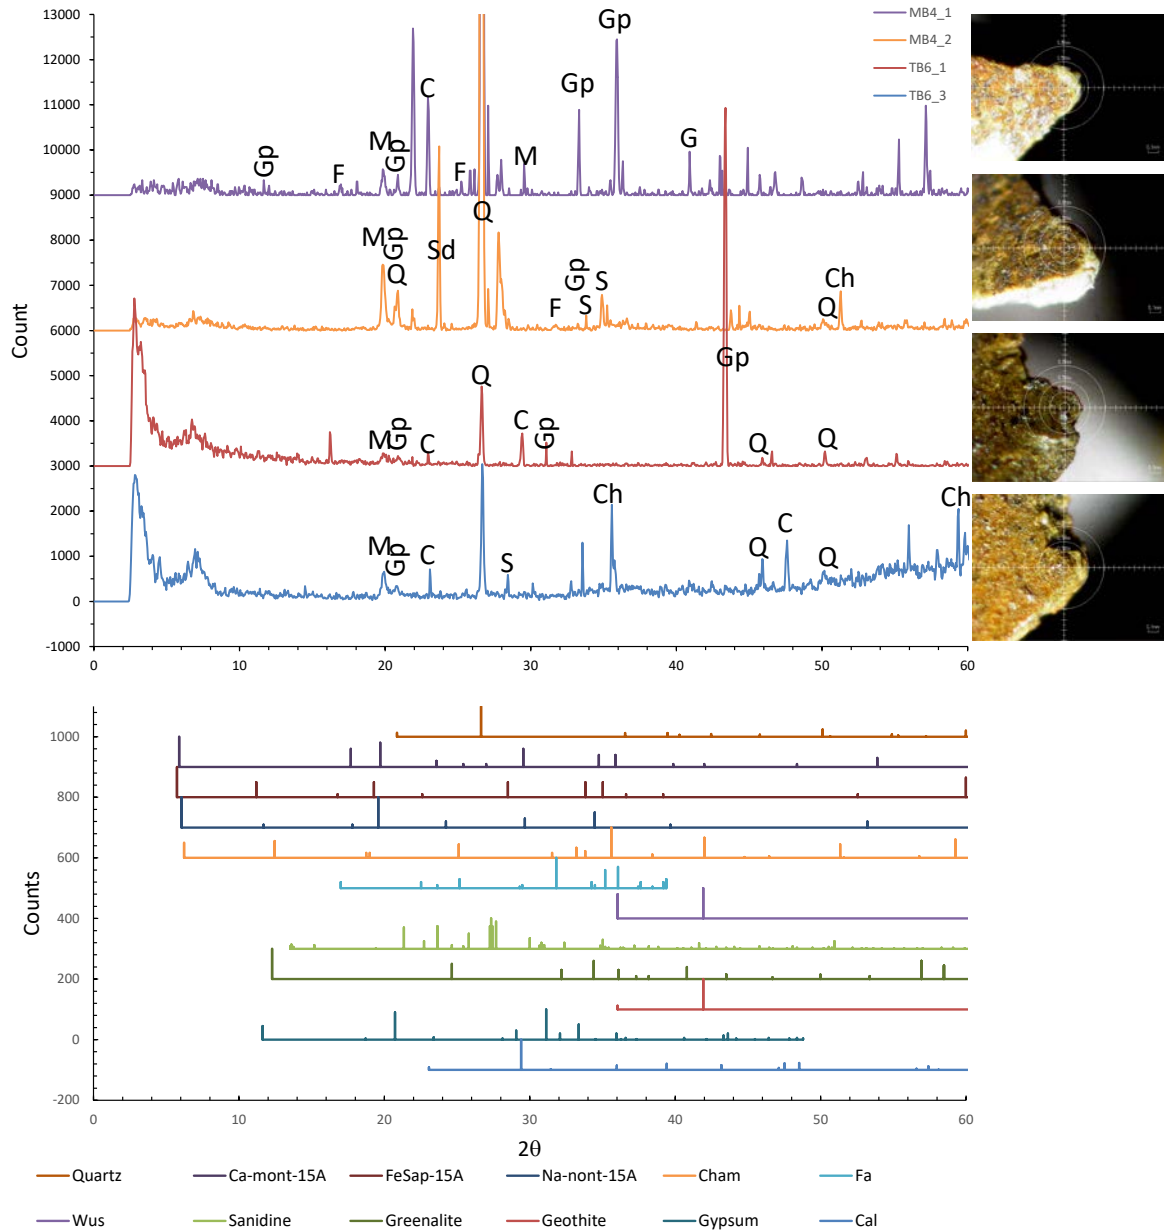 13000
12000
11000
10000
9000
8000
7000
6000
5000
4000
3000
2000
1000
0
-1000
Count
0 10 20 30 40 50 60
MB4_1
MB4_2
TB6_1
TB6_3
Gp F M Gp C F M Gp Gp G
M Gp Q Sd Q F Gp S S Q Ch
M Gp C Q C Gp Gp Q Q
M Gp C S Ch Q C Q Ch
1000
800
600
400
200
0
-200
Counts
0 10 20 30 40 50 60
2θ
Quartz Ca-mont-15A FeSap-15A Na-nont-15A Cham Fa
Wus Sanidine Greenalite Geothite Gypsum Cal